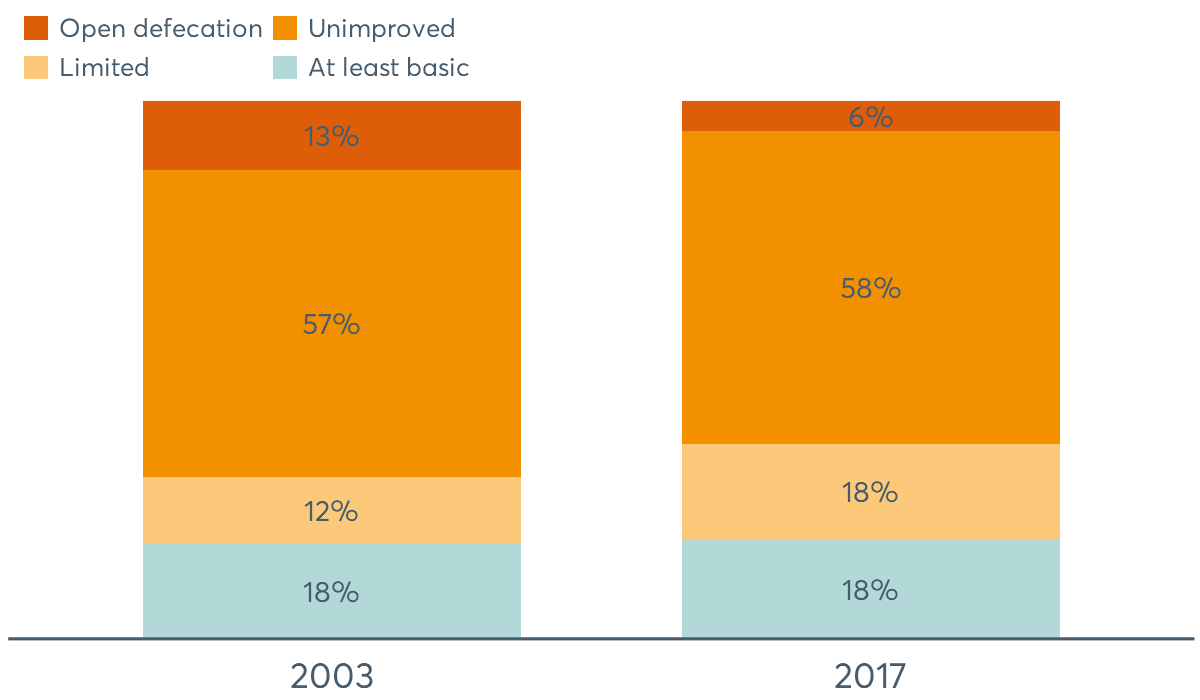 Open defecation Unimproved
Limited At least basic
13% 6%
57% 58%
12% 18%
18% 18%
2003 2017